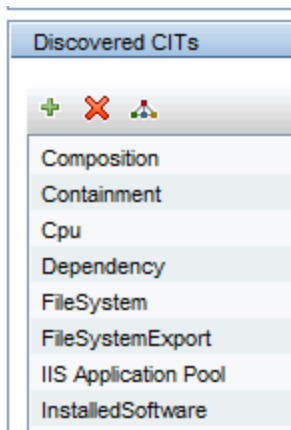 Discovered CITs
Composition
Containment
Cpu
Dependency
FileSystem
FileSystemExport
IIS Application Pool
InstalledSoftware